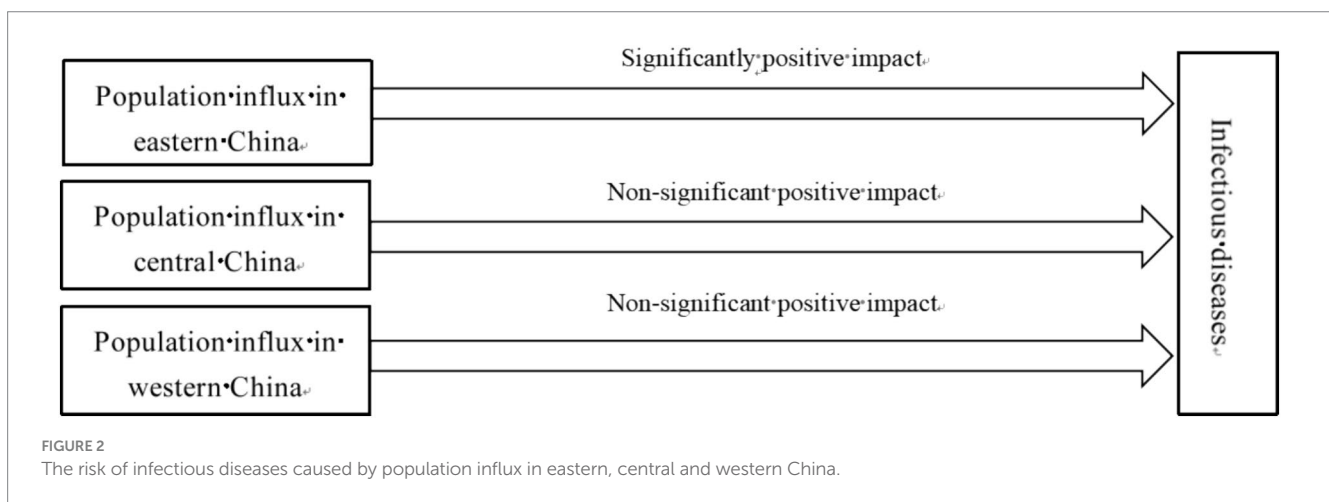 Significantly positive impact
Population influx in
eastern China
Non-significant positive impact
Population influx in
central China
Non-significant positive impact
Population influx in
western China
Infectious diseases
FIGURE 2
The risk of infectious diseases caused by population influx in eastern, central and western China.